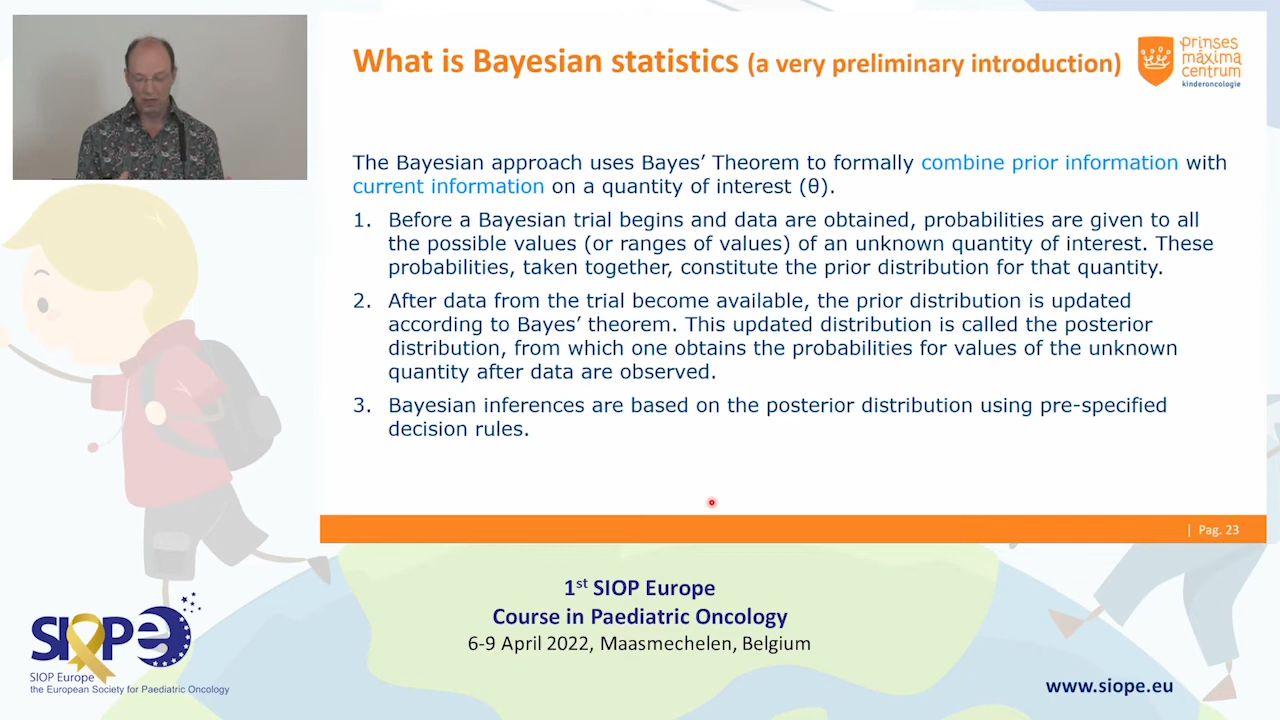 What is Bayesian statistics (a very preliminary introduction)
prinses
máxima
centrum
kinderoncologie
The Bayesian approach uses Bayes’ Theorem to formally combine prior information with
current information on a quantity of interest (θ).
1. Before a Bayesian trial begins and data are obtained, probabilities are given to all
the possible values (or ranges of values) of an unknown quantity of interest. These
probabilities, taken together, constitute the prior distribution for that quantity.
2. After data from the trial become available, the prior distribution is updated
according to Bayes’ theorem. This updated distribution is called the posterior
distribution, from which one obtains the probabilities for values of the unknown
quantity after data are observed.
3. Bayesian inferences are based on the posterior distribution using pre-specified
decision rules.
| Pag. 23
1st SIOP Europe
Course in Paediatric Oncology
6-9 April 2022, Maasmechelen, Belgium
SIOPe
SIOP Europe
the European Society for Paediatric Oncology
www.siope.eu